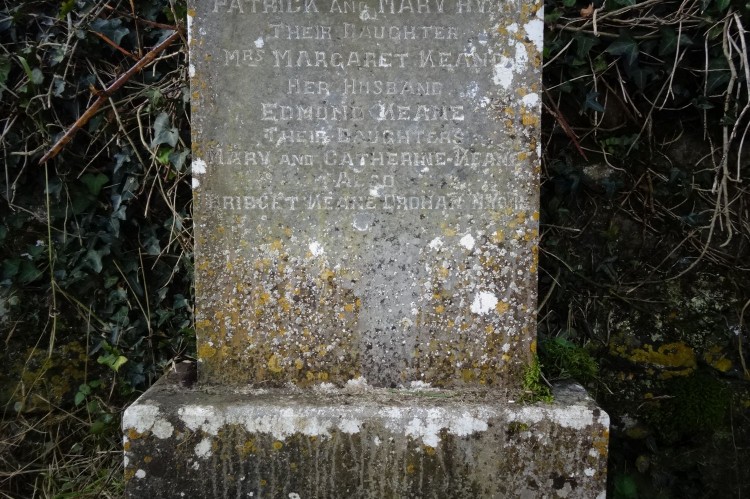 PATRICK AND MARY RYAN
THEIR DAUGHTER
MRS MARGARET KEANE
HER HUSBAND
EDMOND KEANE
THEIR DAUGHTERS
MARY AND CATHERINE KEANE
ALSO
BRIDGET KEANE DROHAN